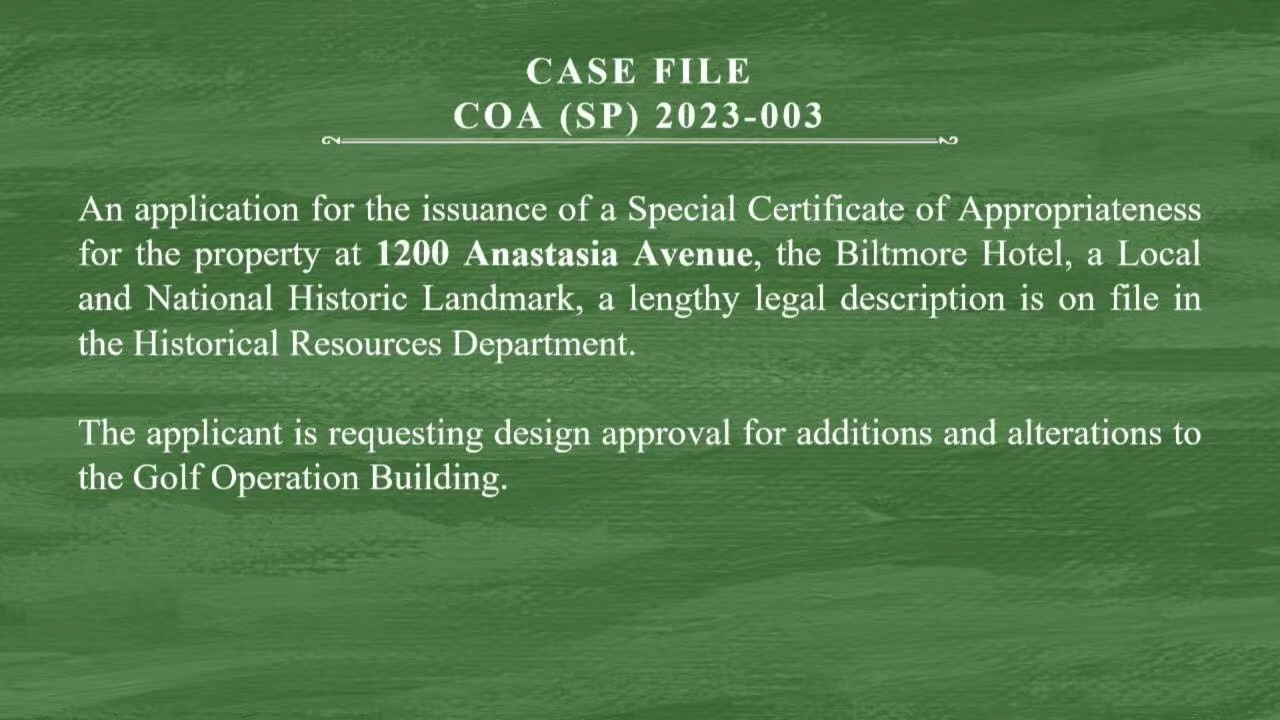 CASE FILE
COA (SP) 2023-003
An application for the issuance of a Special Certificate of Appropriateness
for the property at 1200 Anastasia Avenue, the Biltmore Hotel, a Local
and National Historic Landmark, a lengthy legal description is on file in
the Historical Resources Department.
The applicant is requesting design approval for additions and alterations to
the Golf Operation Building.